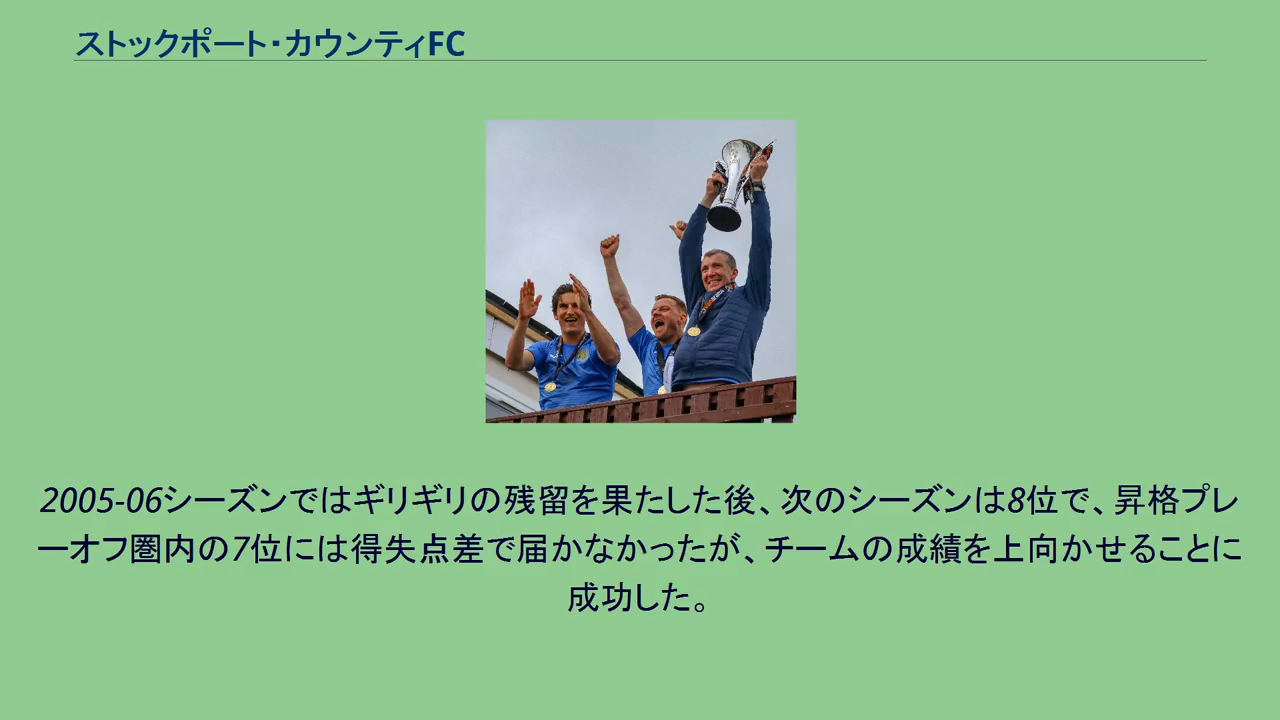 ストックポート・カウンティFC
2005-06シーズンではギリギリの残留を果たした後、次のシーズンは8位で、昇格プレ
ーオフ圏内の7位には得失点差で届かなかったが、チームの成績を上向かせることに
成功した。